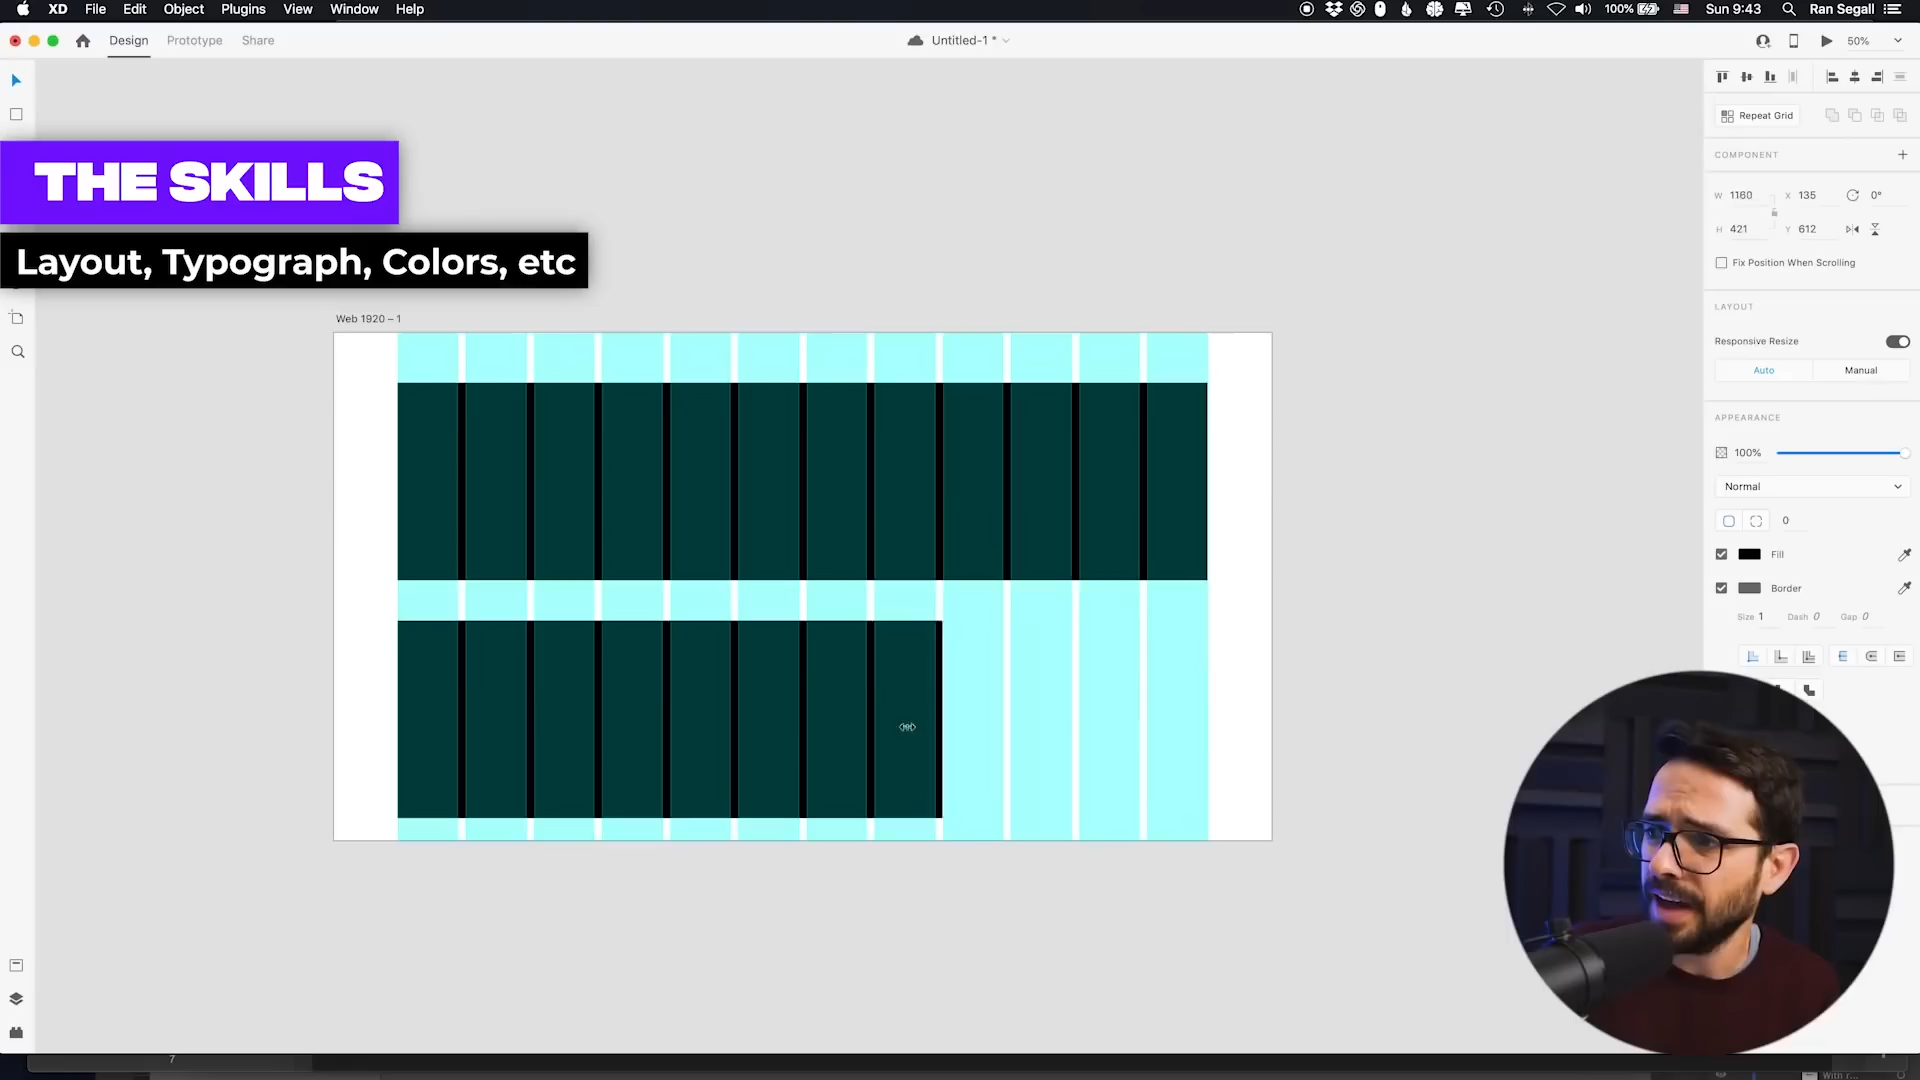 XD File Edit Object Plugins View Window Help 100% Sun 9:43 Ran Segall
Design Prototype Share Untitled-1 * 50%
Repeat Grid
THE SKILLS
COMPONENT
W 1160 X 135 0°
H 421 Y 612
Layout, Typograph, Colors, etc
Fix Position When Scrolling
LAYOUT
Web 1920 – 1
Responsive Resize
Auto Manual
APPEARANCE
100%
Normal
0
Fill
Border
Size 1 Dash 0 Gap 0
7
With r...